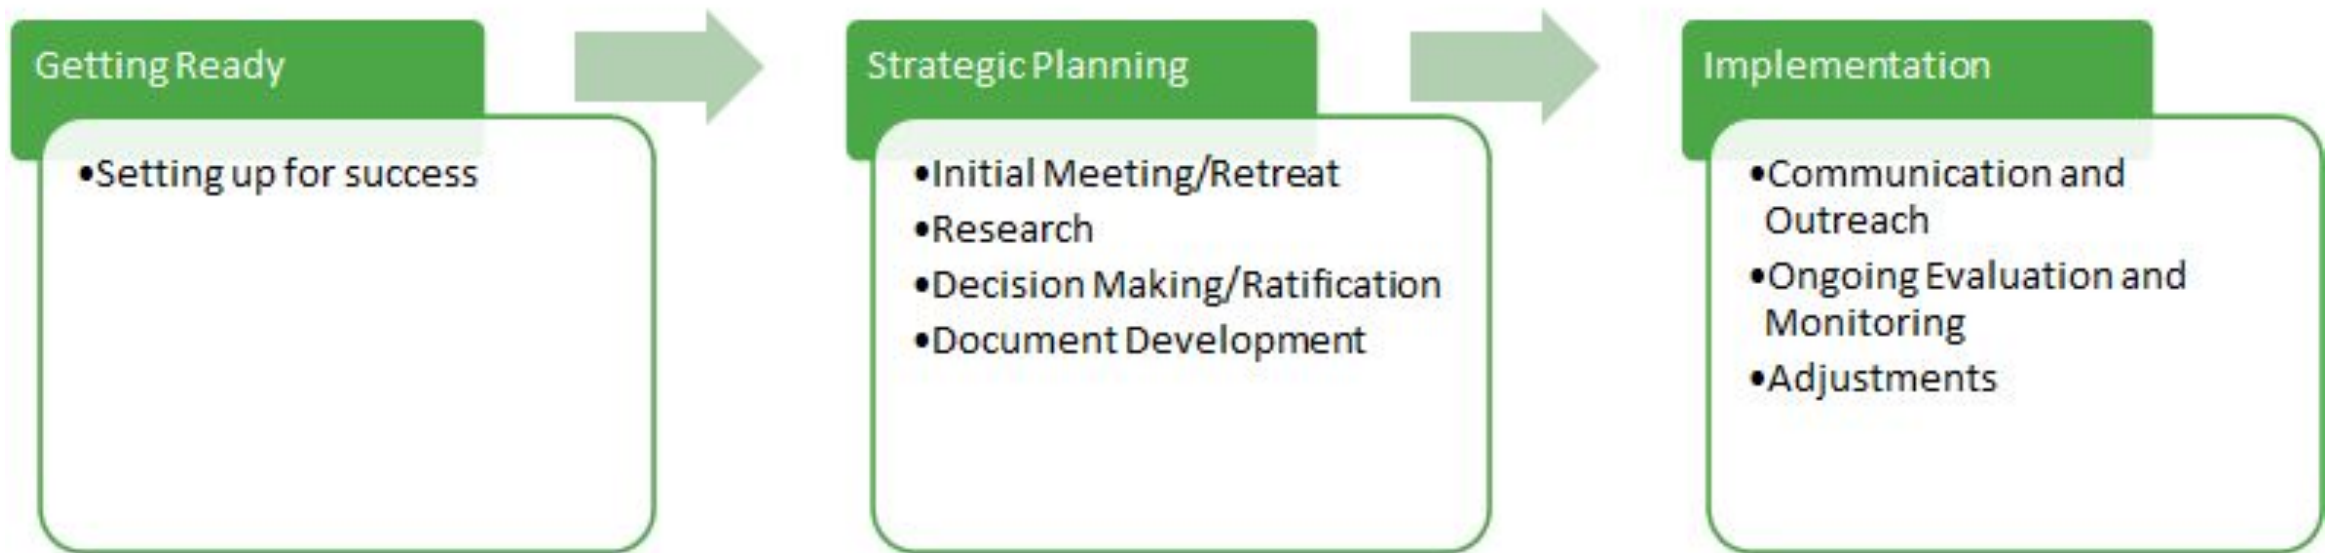 Getting Ready
•Setting up for success
Strategic Planning
•Initial Meeting/Retreat
•Research
•Decision Making/Ratification
•Document Development
Implementation
•Communication and
Outreach
•Ongoing Evaluation and
Monitoring
•Adjustments